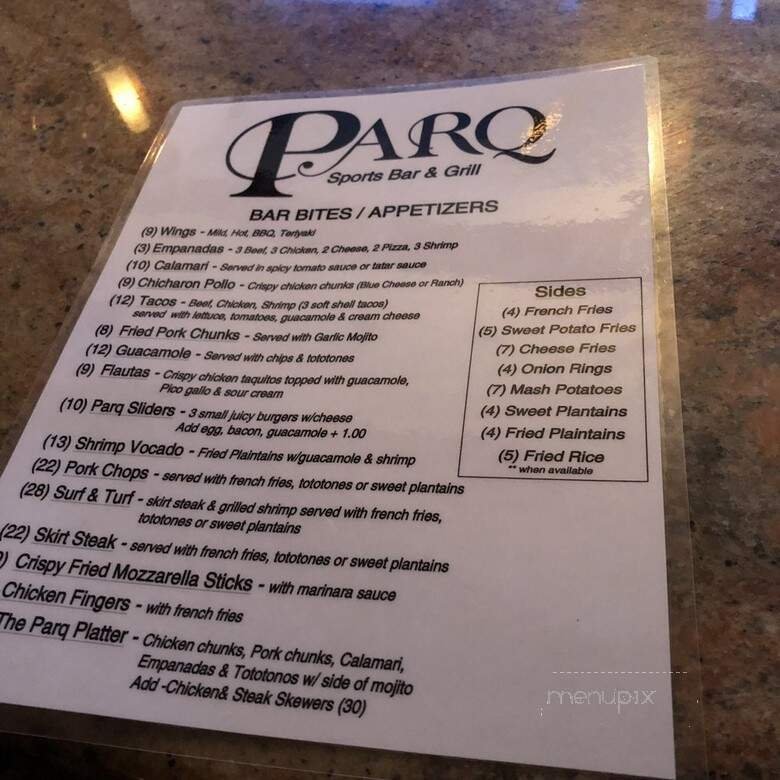 PARQ
Sports Bar & Grill
BAR BITES / APPETIZERS
(9) Wings - Mild, Hot, BBQ, Teriyaki
(3) Empanadas - 3 Beef, 3 Chicken, 2 Cheese, 2 Pizza, 3 Shrimp
(10) Calamari - Served in spicy tomato sauce or tatar sauce
(9) Chicharon Pollo - Crispy chicken chunks (Blue Cheese or Ranch)
(12) Tacos - Beef, Chicken, Shrimp (3 soft shell tacos)
served with lettuce, tomatoes, guacamole & cream cheese
(8) Fried Pork Chunks - Served with Garlic Mojito
(12) Guacamole - Served with chips & tototones
(9) Flautas - Crispy chicken taquitos topped with guacamole,
Pico gallo & sour cream
(10) Parq Sliders - 3 small juicy burgers w/cheese
Add egg, bacon, guacamole + 1.00
(13) Shrimp Vocado - Fried Plaintains w/guacamole & shrimp
(22) Pork Chops - served with french fries, tototones or sweet plantains
(28) Surf & Turf - skirt steak & grilled shrimp served with french fries,
tototones or sweet plantains
(22) Skirt Steak - served with french fries, tototones or sweet plantains
) Crispy Fried Mozzarella Sticks - with marinara sauce
Chicken Fingers - with french fries
The Parq Platter - Chicken chunks, Pork chunks, Calamari,
Empanadas & Tototonos w/ side of mojito
Add -Chicken& Steak Skewers (30)
Sides
(4) French Fries
(5) Sweet Potato Fries
(7) Cheese Fries
(4) Onion Rings
(7) Mash Potatoes
(4) Sweet Plantains
(4) Fried Plaintains
(5) Fried Rice
** when available
menupix